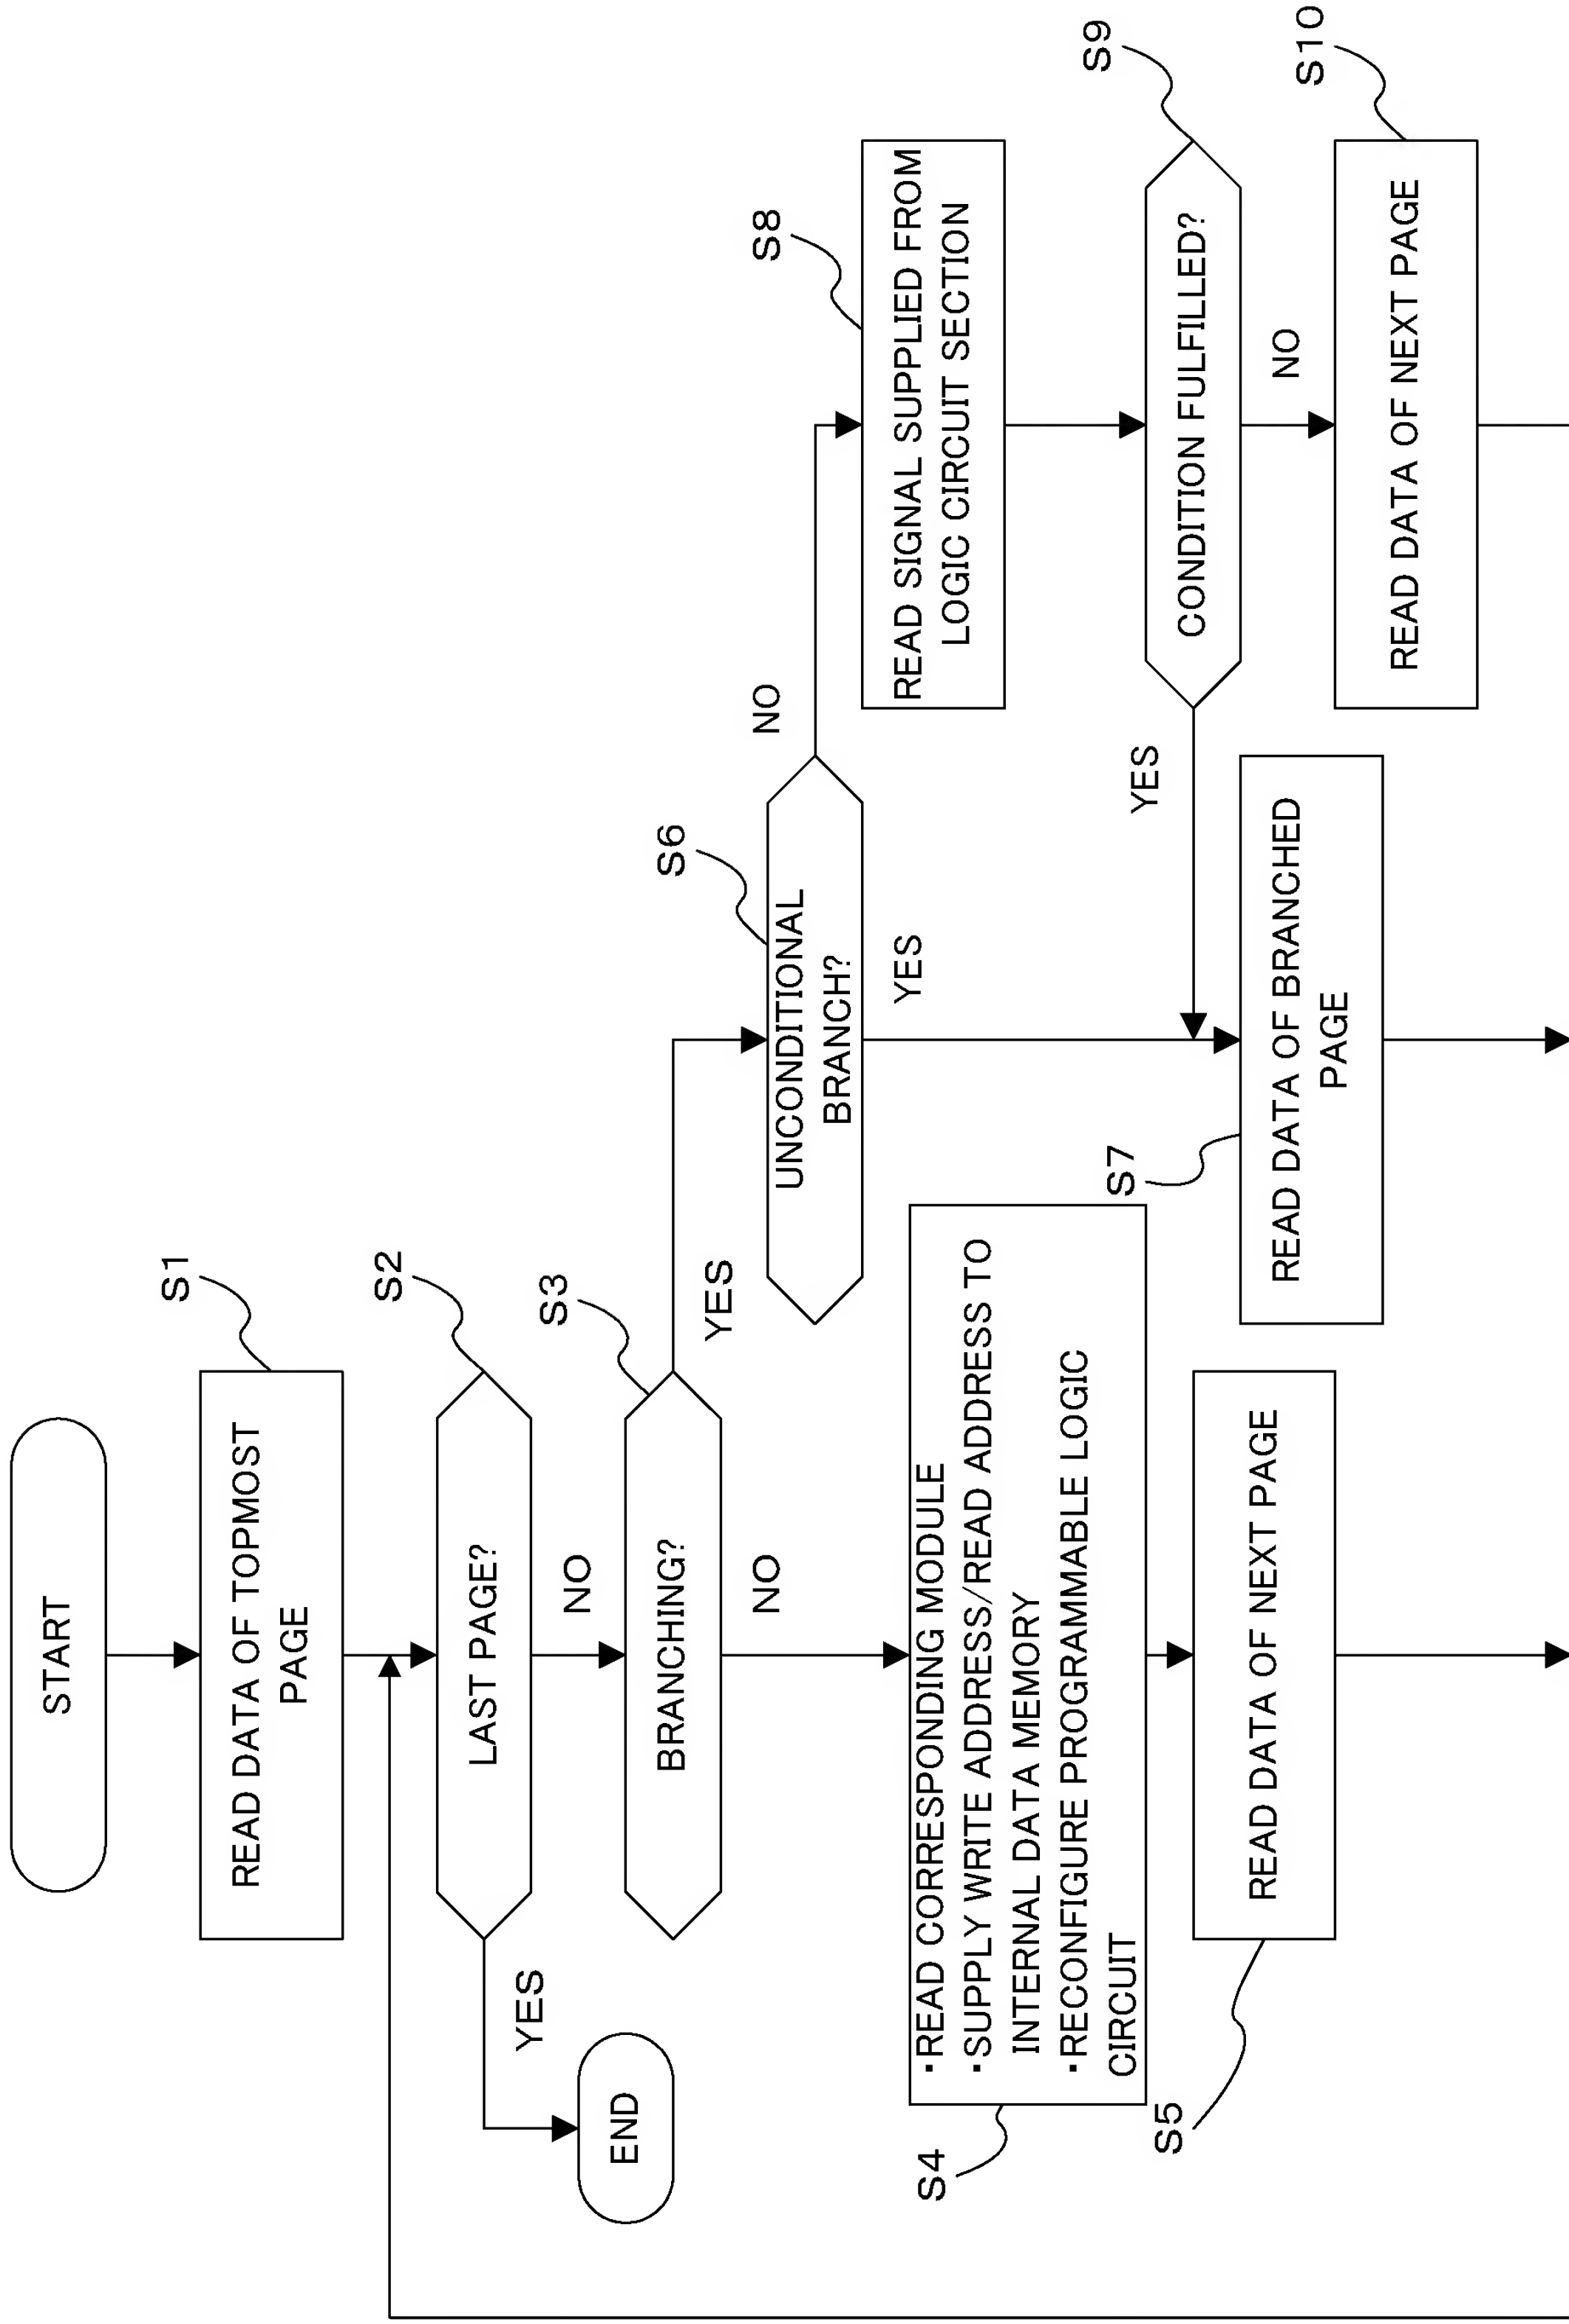 START
S1
READ DATA OF TOPMOST
PAGE
S2
LAST PAGE?
YES
END
NO
S3
BRANCHING?
YES
NO
S4
・READ CORRESPONDING MODULE
・SUPPLY WRITE ADDRESS/READ ADDRESS TO
INTERNAL DATA MEMORY
・RECONFIGURE PROGRAMMABLE LOGIC
CIRCUIT
S5
READ DATA OF NEXT PAGE
S6
UNCONDITIONAL
BRANCH?
NO
YES
S7
READ DATA OF BRANCHED
PAGE
S8
READ SIGNAL SUPPLIED FROM
LOGIC CIRCUIT SECTION
S9
CONDITION FULFILLED?
YES
NO
S10
READ DATA OF NEXT PAGE